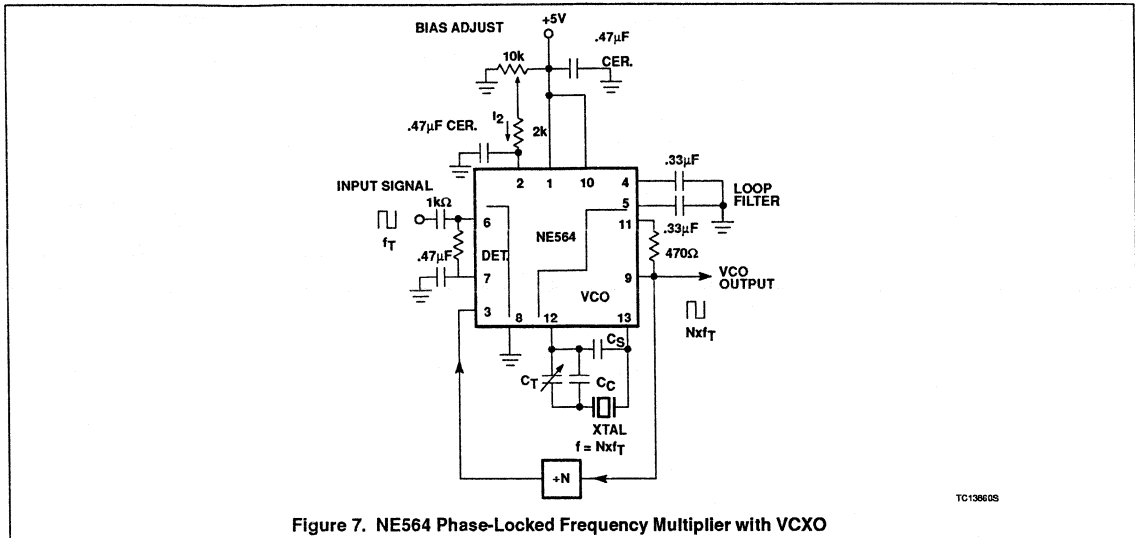 BIAS ADJUST
+5V
.47µF
CER.
10k
I2
2k
.47µF CER.
INPUT SIGNAL
1kΩ
fT
.47µF
2
1
10
4
5
11
6
DET.
NE564
7
9
VCO
3
8
12
13
.33µF
LOOP
FILTER
.33µF
470Ω
VCO
OUTPUT
NxfT
CS
CT
CC
XTAL
f = NxfT
+N
TC13860S
Figure 7. NE564 Phase-Locked Frequency Multiplier with VCXO